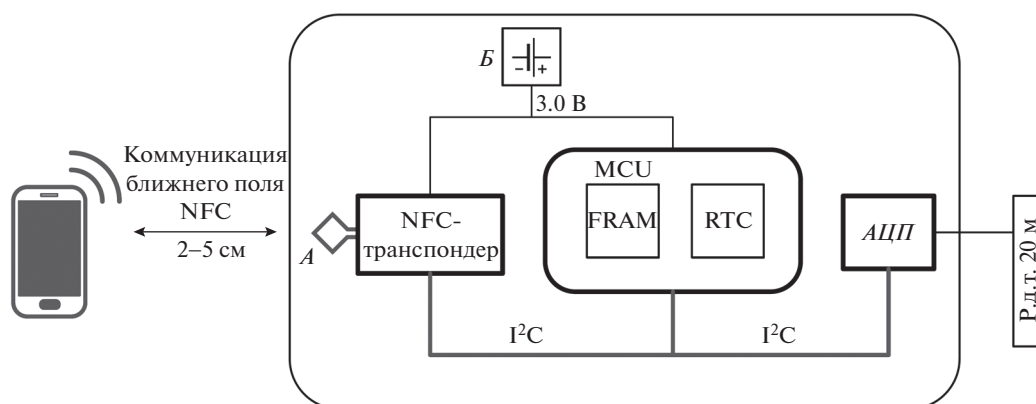 Б
- +
3.0 В
Коммуникация
ближнего поля
NFC
2–5 см
А
NFC-
транспондер
MCU
FRAM
RTC
АЦП
Р.д.т. 20 м
I²C
I²C